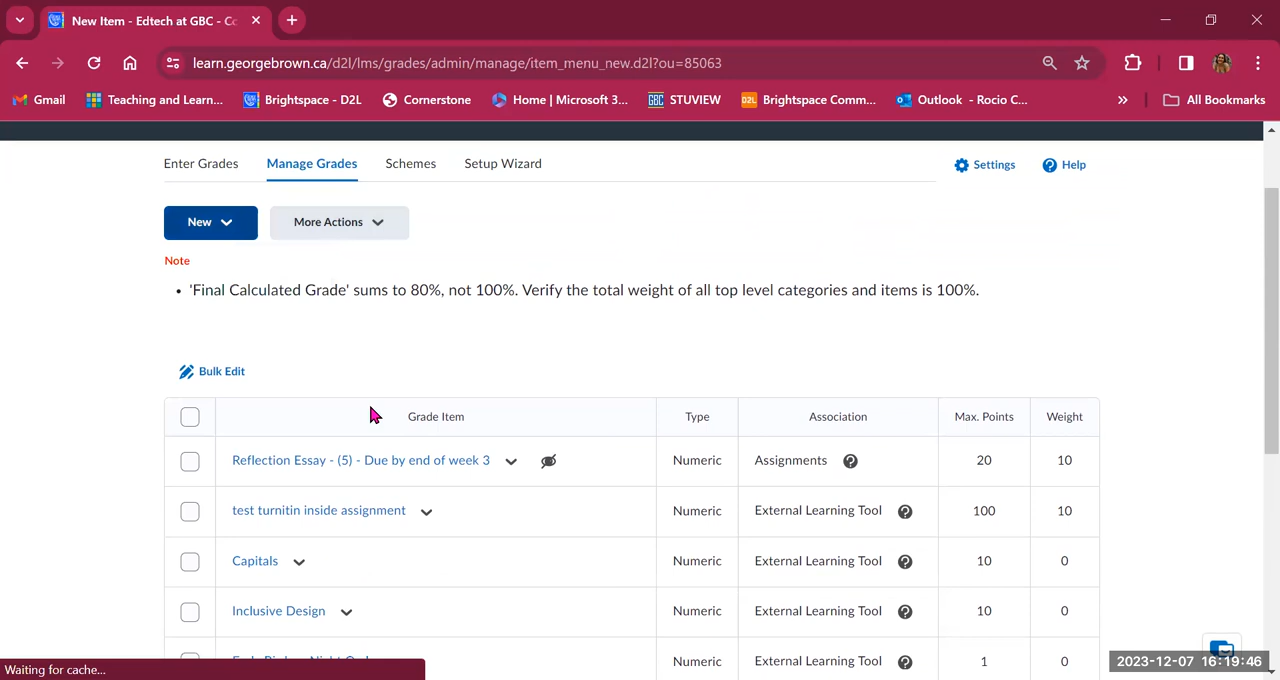 New Item - Edtech at GBC - Co
learn.georgebrown.ca/d2l/lms/grades/admin/manage/item_menu_new.d2l?ou=85063
Gmail Teaching and Learn... Brightspace - D2L Cornerstone Home | Microsoft 3... STUVIEW Brightspace Comm... Outlook - Rocio C... » All Bookmarks
Enter Grades Manage Grades Schemes Setup Wizard Settings Help
New More Actions
Note
• 'Final Calculated Grade' sums to 80%, not 100%. Verify the total weight of all top level categories and items is 100%.
Bulk Edit
Grade Item Type Association Max. Points Weight
Reflection Essay - (5) - Due by end of week 3 Numeric Assignments 20 10
test turnitin inside assignment Numeric External Learning Tool 100 10
Capitals Numeric External Learning Tool 10 0
Inclusive Design Numeric External Learning Tool 10 0
Numeric External Learning Tool 1 0
Waiting for cache...
2023-12-07 16:19:46